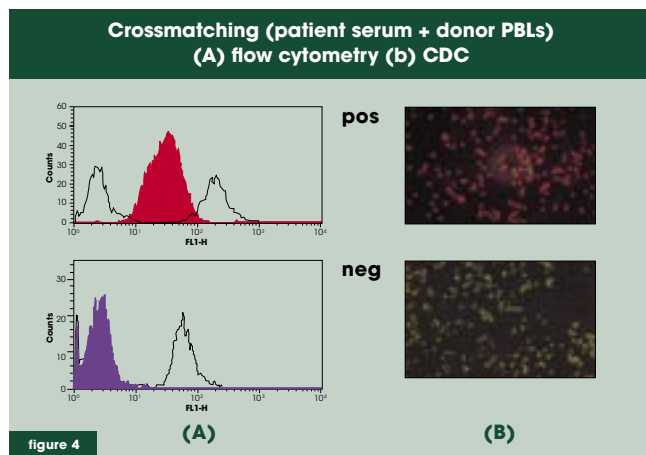 Crossmatching (patient serum + donor PBLs)
(A) flow cytometry (b) CDC
60
50
40
30
20
10
0
Counts
10⁰ 10¹ 10² 10³ 10⁴
FL1-H
pos
30
20
10
0
Counts
10⁰ 10¹ 10² 10³ 10⁴
FL1-H
neg
(A) (B)
figure 4